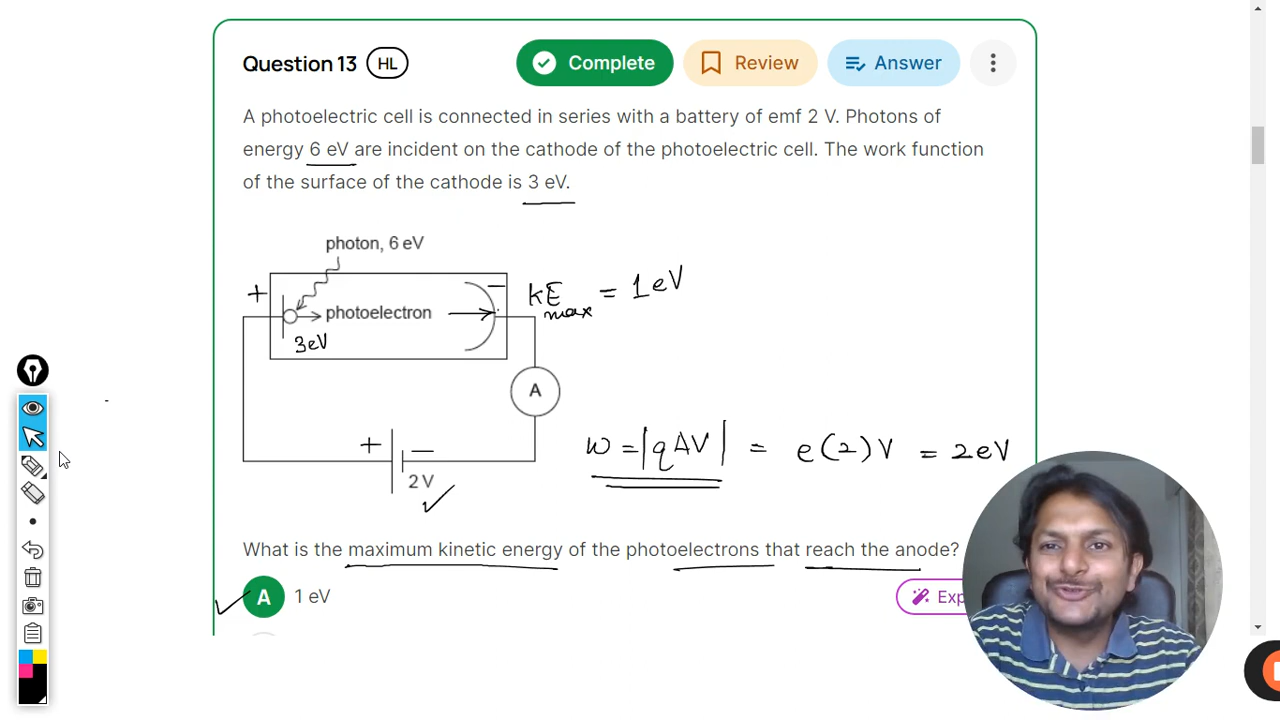 Question 13 HL Complete Review Answer
A photoelectric cell is connected in series with a battery of emf 2 V. Photons of
energy 6 eV are incident on the cathode of the photoelectric cell. The work function
of the surface of the cathode is 3 eV.
photon, 6 eV
+ − KE max = 1 eV
photoelectron
3eV
A
+ − w = |qΔV| = e(2)V = 2eV
2 V
What is the maximum kinetic energy of the photoelectrons that reach the anode?
A 1 eV Exp